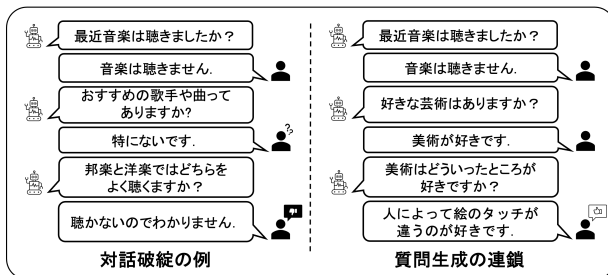 最近音楽は聴きましたか？
音楽は聴きません.
おすすめの歌手や曲って
ありますか?
特にないです.
邦楽と洋楽ではどちらを
よく聴くますか？
聴かないのでわかりません.
対話破綻の例
最近音楽は聴きましたか？
音楽は聴きません.
好きな芸術はありますか？
美術が好きです.
美術はどういったところが
好きですか？
人によって絵のタッチが
違うのが好きです.
質問生成の連鎖